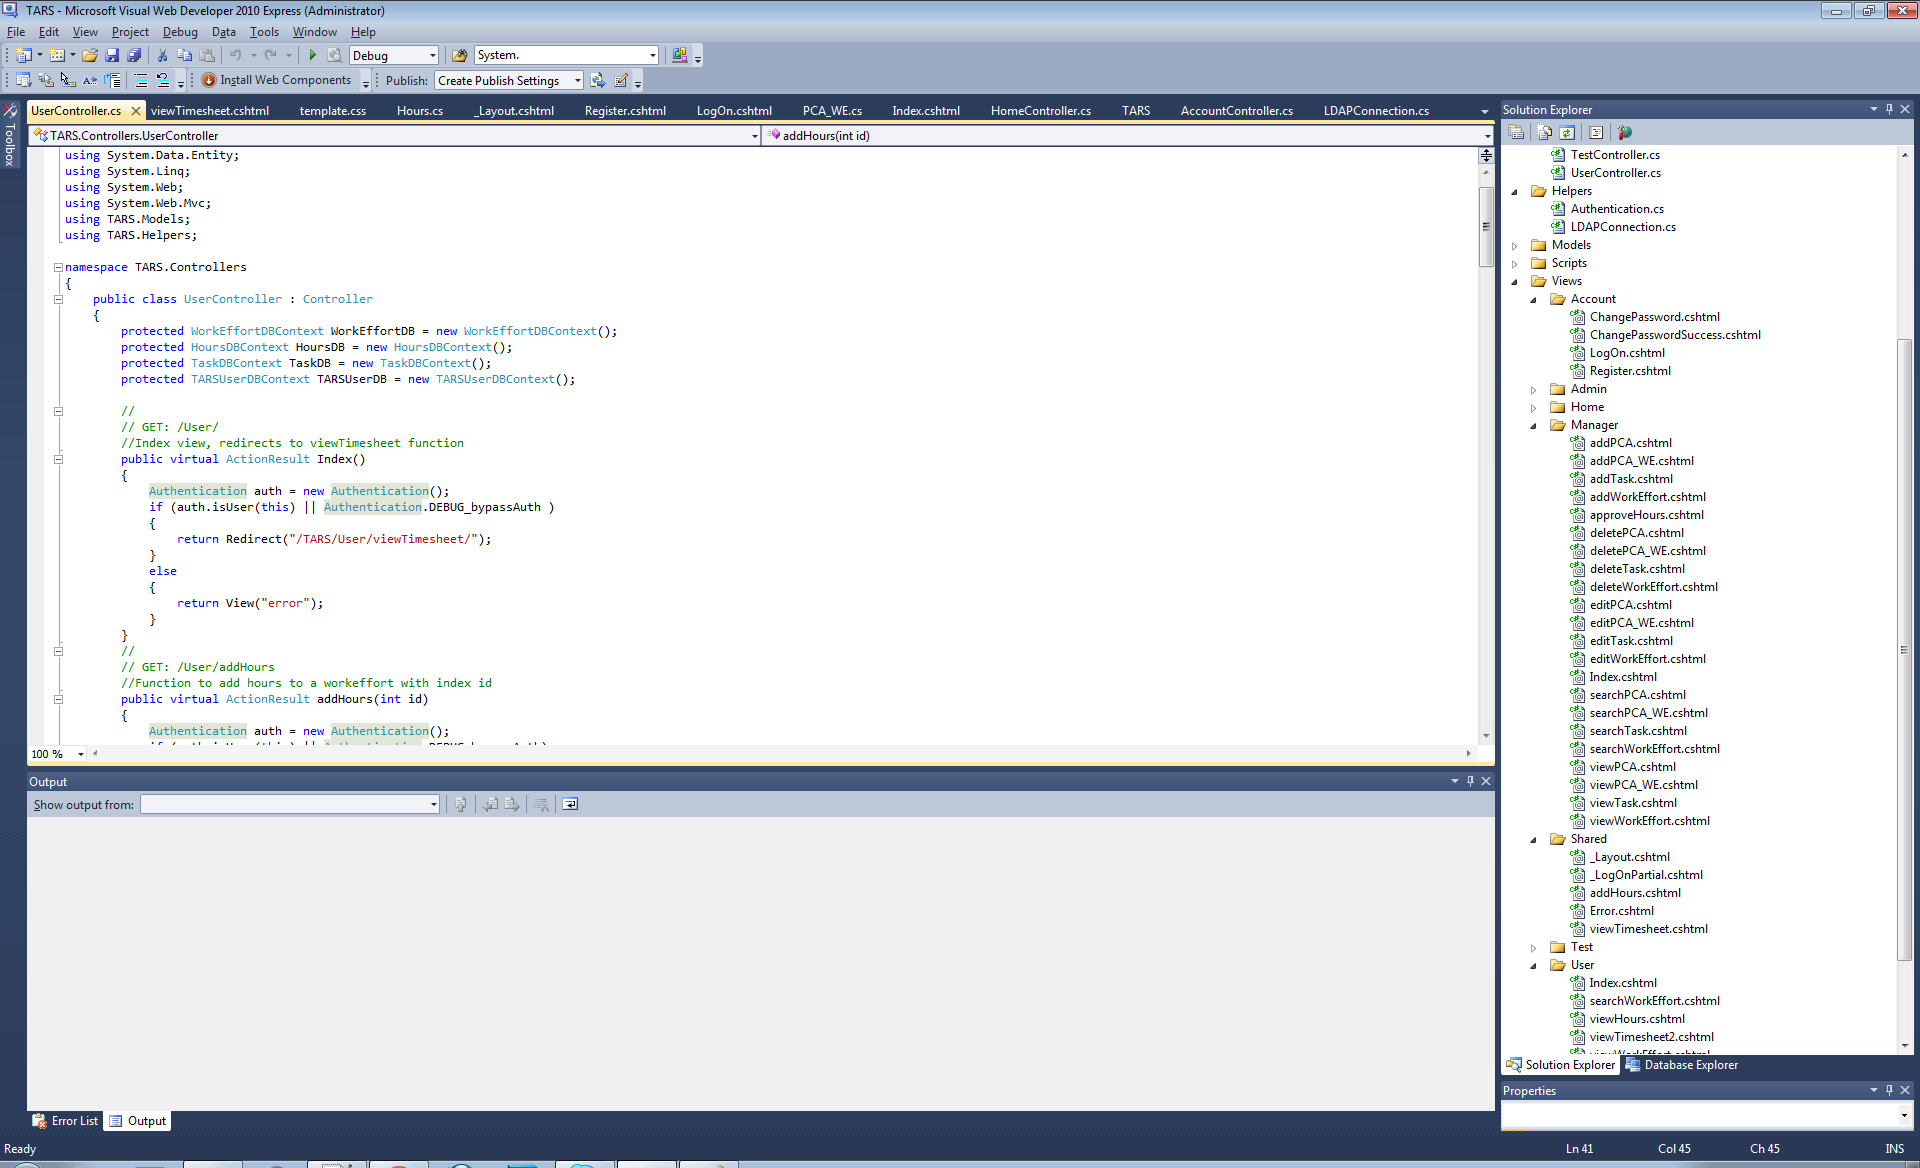 TARS - Microsoft Visual Web Developer 2010 Express (Administrator)
File Edit View Project Debug Data Tools Window Help
Debug System.
Install Web Components Publish: Create Publish Settings
UserController.cs viewTimesheet.cshtml template.css Hours.cs _Layout.cshtml Register.cshtml LogOn.cshtml PCA_WE.cs Index.cshtml HomeController.cs TARS AccountController.cs LDAPConnection.cs
Toolbox
TARS.Controllers.UserController addHours(int id)
using System.Data.Entity;
using System.Linq;
using System.Web;
using System.Web.Mvc;
using TARS.Models;
using TARS.Helpers;
namespace TARS.Controllers
{
public class UserController : Controller
{
protected WorkEffortDBContext WorkEffortDB = new WorkEffortDBContext();
protected HoursDBContext HoursDB = new HoursDBContext();
protected TaskDBContext TaskDB = new TaskDBContext();
protected TARSUserDBContext TARSUserDB = new TARSUserDBContext();
//
// GET: /User/
//Index view, redirects to viewTimesheet function
public virtual ActionResult Index()
{
Authentication auth = new Authentication();
if (auth.isUser(this) || Authentication.DEBUG_bypassAuth )
{
return Redirect("/TARS/User/viewTimesheet/");
}
else
{
return View("error");
}
}
//
// GET: /User/addHours
//Function to add hours to a workeffort with index id
public virtual ActionResult addHours(int id)
{
Authentication auth = new Authentication();
100 %
Output
Show output from:
Error List Output
Solution Explorer
TestController.cs
UserController.cs
Helpers
Authentication.cs
LDAPConnection.cs
Models
Scripts
Views
Account
ChangePassword.cshtml
ChangePasswordSuccess.cshtml
LogOn.cshtml
Register.cshtml
Admin
Home
Manager
addPCA.cshtml
addPCA_WE.cshtml
addTask.cshtml
addWorkEffort.cshtml
approveHours.cshtml
deletePCA.cshtml
deletePCA_WE.cshtml
deleteTask.cshtml
deleteWorkEffort.cshtml
editPCA.cshtml
editPCA_WE.cshtml
editTask.cshtml
editWorkEffort.cshtml
Index.cshtml
searchPCA.cshtml
searchPCA_WE.cshtml
searchTask.cshtml
searchWorkEffort.cshtml
viewPCA.cshtml
viewPCA_WE.cshtml
viewTask.cshtml
viewWorkEffort.cshtml
Shared
_Layout.cshtml
_LogOnPartial.cshtml
addHours.cshtml
Error.cshtml
viewTimesheet.cshtml
Test
User
Index.cshtml
searchWorkEffort.cshtml
viewHours.cshtml
viewTimesheet2.cshtml
Solution Explorer Database Explorer
Properties
Ready Ln 41 Col 45 Ch 45 INS